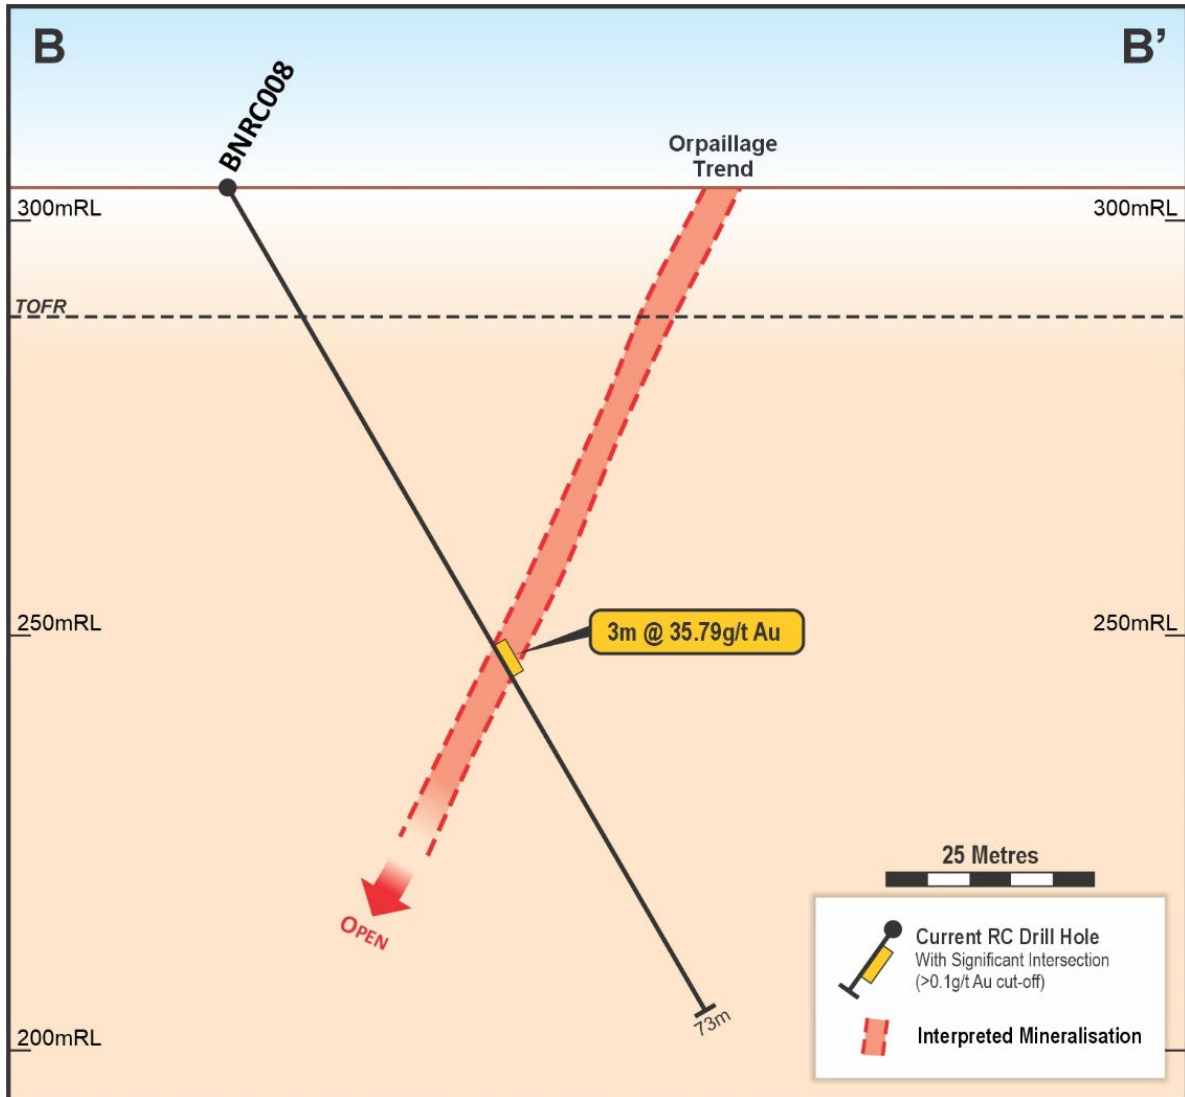 B
B’
BNRC008
Orpaillage
Trend
300mRL
300mRL
TOFR
250mRL
250mRL
3m @ 35.79g/t Au
OPEN
25 Metres
Current RC Drill Hole
With Significant Intersection
(>0.1g/t Au cut-off)
Interpreted Mineralisation
73m
200mRL